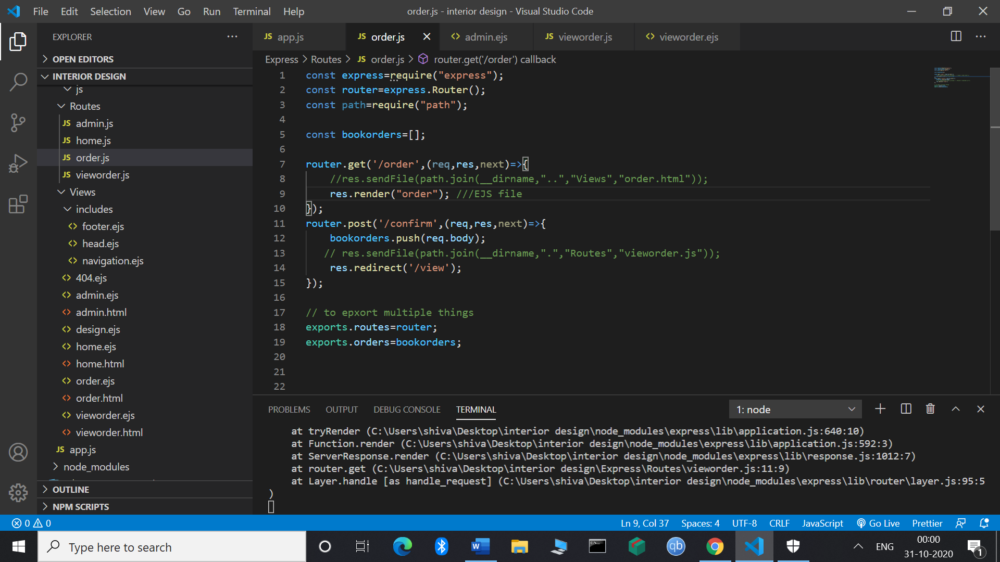 File Edit Selection View Go Run Terminal Help
order.js - interior design - Visual Studio Code
EXPLORER
OPEN EDITORS
INTERIOR DESIGN
js
Routes
JS admin.js
JS home.js
JS order.js
JS vieworder.js
Views
includes
footer.ejs
head.ejs
navigation.ejs
404.ejs
admin.ejs
admin.html
design.ejs
home.ejs
home.html
order.ejs
order.html
vieworder.ejs
vieworder.html
JS app.js
node_modules
OUTLINE
NPM SCRIPTS
JS app.js
JS order.js
admin.ejs
JS vieworder.js
vieworder.ejs
Express > Routes > JS order.js > router.get('/order') callback
1 const express=require("express");
2 const router=express.Router();
3 const path=require("path");
4
5 const bookorders=[];
6
7 router.get('/order',(req,res,next)=>{
8 //res.sendFile(path.join(__dirname,"..","Views","order.html"));
9 res.render("order"); ///EJS file
10 });
11 router.post('/confirm',(req,res,next)=>{
12 bookorders.push(req.body);
13 // res.sendFile(path.join(__dirname,".","Routes","vieworder.js"));
14 res.redirect('/view');
15 });
16
17 // to epxort multiple things
18 exports.routes=router;
19 exports.orders=bookorders;
20
21
22
PROBLEMS OUTPUT DEBUG CONSOLE TERMINAL
1: node
at tryRender (C:\Users\shiva\Desktop\interior design\node_modules\express\lib\application.js:640:10)
at Function.render (C:\Users\shiva\Desktop\interior design\node_modules\express\lib\application.js:592:3)
at ServerResponse.render (C:\Users\shiva\Desktop\interior design\node_modules\express\lib\response.js:1012:7)
at router.get (C:\Users\shiva\Desktop\interior design\Express\Routes\vieworder.js:11:9)
at Layer.handle [as handle_request] (C:\Users\shiva\Desktop\interior design\node_modules\express\lib\router\layer.js:95:5
)
0 0
Ln 9, Col 37 Spaces: 4 UTF-8 CRLF JavaScript Go Live Prettier
Type here to search
W
qb
ENG
00:00
31-10-2020
1